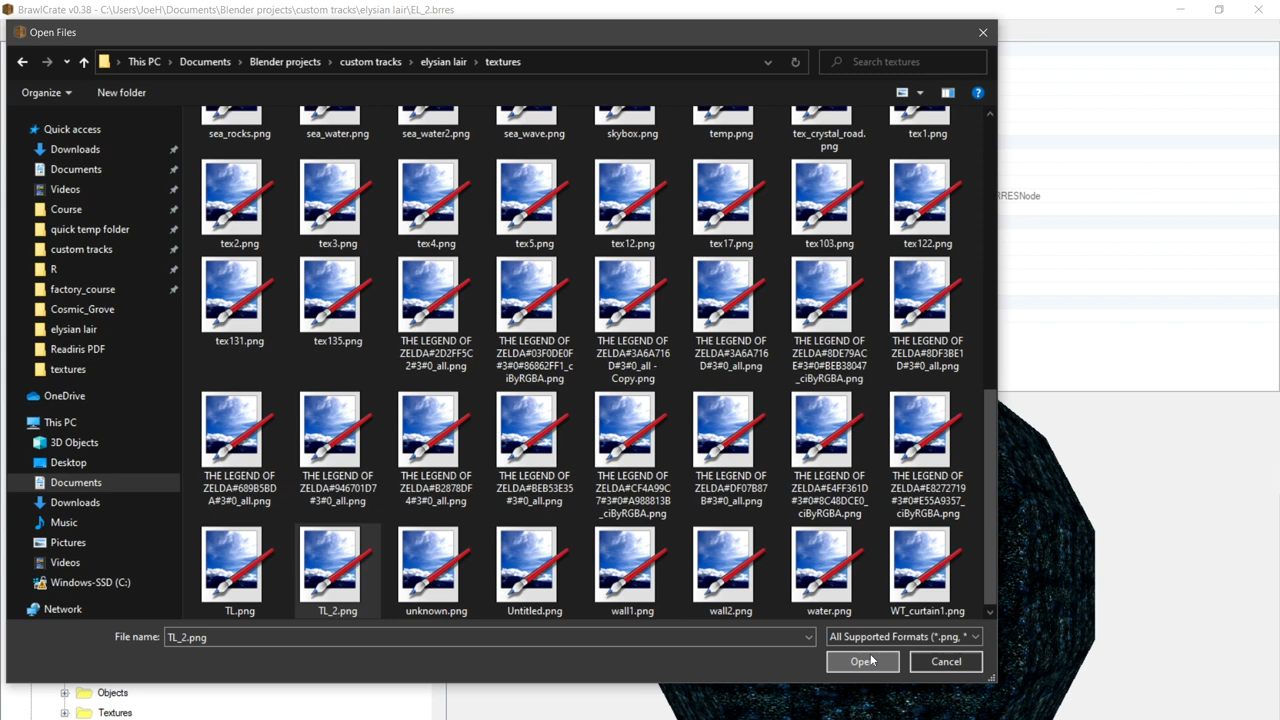 BrawlCrate v0.38 - C:\Users\JoeH\Documents\Blender projects\custom tracks\elysian lair\EL_2.brres
Open Files
This PC > Documents > Blender projects > custom tracks > elysian lair > textures
Search textures
Organize
New folder
Quick access
Downloads
Documents
Videos
Course
quick temp folder
custom tracks
R
factory_course
Cosmic_Grove
elysian lair
Readiris PDF
textures
OneDrive
This PC
3D Objects
Desktop
Documents
Downloads
Music
Pictures
Videos
Windows-SSD (C:)
Network
sea_rocks.png
sea_water.png
sea_water2.png
sea_wave.png
skybox.png
temp.png
tex_crystal_road.
png
tex1.png
tex2.png
tex3.png
tex4.png
tex5.png
tex12.png
tex17.png
tex103.png
tex122.png
tex131.png
tex135.png
THE LEGEND OF
ZELDA#2D2FF5C
2#3#0_all.png
THE LEGEND OF
ZELDA#03F0DE0F
#3#0#86862FF1_c
iByRGBA.png
THE LEGEND OF
ZELDA#3A6A716
D#3#0_all -
Copy.png
THE LEGEND OF
ZELDA#3A6A716
D#3#0_all.png
THE LEGEND OF
ZELDA#8DE79AC
E#3#0#BEB38047
_ciByRGBA.png
THE LEGEND OF
ZELDA#8DF3BE1
D#3#0_all.png
THE LEGEND OF
ZELDA#689B5BD
A#3#0_all.png
THE LEGEND OF
ZELDA#946701D7
#3#0_all.png
THE LEGEND OF
ZELDA#B2878DF
4#3#0_all.png
THE LEGEND OF
ZELDA#BEB53E35
#3#0_all.png
THE LEGEND OF
ZELDA#CF4A99C
7#3#0#A988813B
_ciByRGBA.png
THE LEGEND OF
ZELDA#DF07B87
B#3#0_all.png
THE LEGEND OF
ZELDA#E4FF361D
#3#0#8C48DCE0_
ciByRGBA.png
THE LEGEND OF
ZELDA#E8272719
#3#0#E55A9357_
ciByRGBA.png
TL.png
TL_2.png
unknown.png
Untitled.png
wall1.png
wall2.png
water.png
WT_curtain1.png
File name: TL_2.png
All Supported Formats (*.png, *
Open
Cancel
RRESNode
Objects
Textures